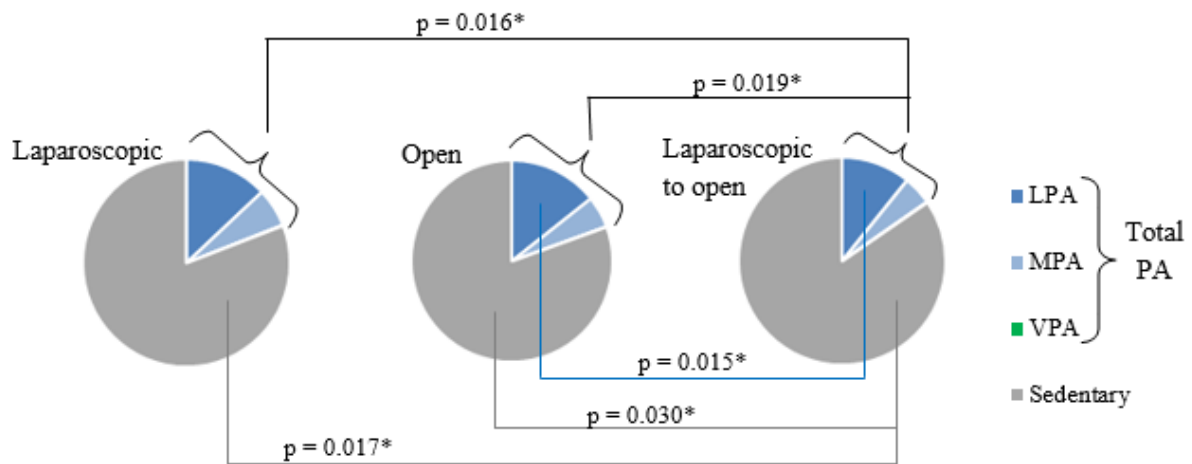 p = 0.016*
p = 0.019*
Laparoscopic
Open
Laparoscopic
to open
LPA
MPA
VPA
Sedentary
Total
PA
p = 0.015*
p = 0.030*
p = 0.017*